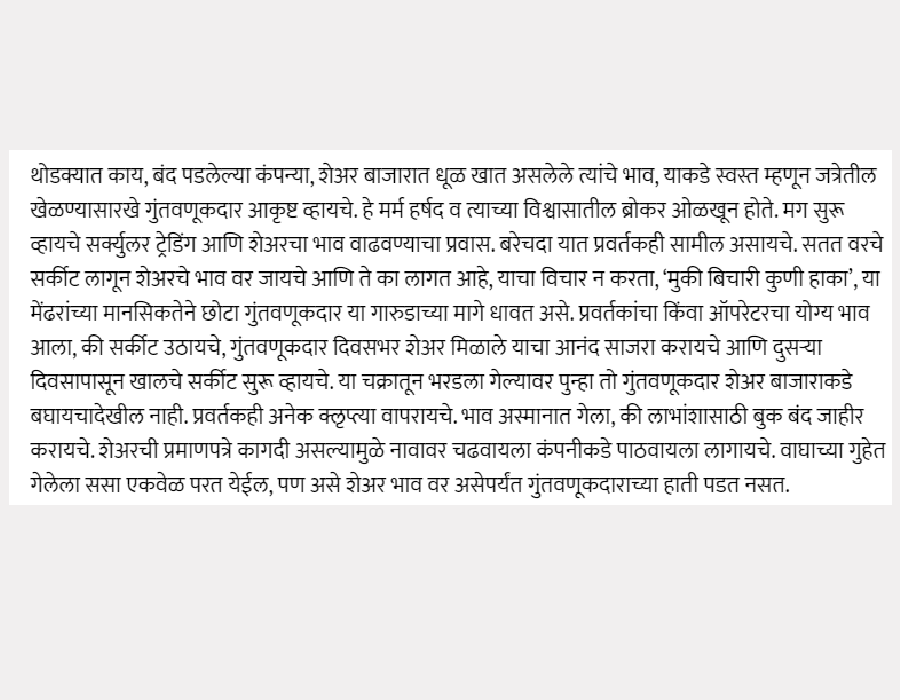 थोडक्यात काय, बंद पडलेल्या कंपन्या, शेअर बाजारात धूळ खात असलेले त्यांचे भाव, याकडे स्वस्त म्हणून जत्रेतील
खेळण्यासारखे गुंतवणूकदार आकृष्ट व्हायचे. हे मर्म हर्षद व त्याच्या विश्वासातील ब्रोकर ओळखून होते. मग सुरू
व्हायचे सर्क्युलर ट्रेडिंग आणि शेअरचा भाव वाढवण्याचा प्रवास. बरेचदा यात प्रवर्तकही सामील असायचे. सतत वरचे
सर्कीट लागून शेअरचे भाव वर जायचे आणि ते का लागत आहे, याचा विचार न करता, ‘मुकी बिचारी कुणी हाका’, या
मेंढरांच्या मानसिकतेने छोटा गुंतवणूकदार या गारुडाच्या मागे धावत असे. प्रवर्तकांचा किंवा ऑपरेटरचा योग्य भाव
आला, की सर्कीट उठायचे, गुंतवणूकदार दिवसभर शेअर मिळाले याचा आनंद साजरा करायचे आणि दुसऱ्या
दिवसापासून खालचे सर्कीट सुरू व्हायचे. या चक्रातून भरडला गेल्यावर पुन्हा तो गुंतवणूकदार शेअर बाजाराकडे
बघायचादेखील नाही. प्रवर्तकही अनेक क्लृप्त्या वापरायचे. भाव अस्मानात गेला, की लाभांशासाठी बुक बंद जाहीर
करायचे. शेअरची प्रमाणपत्रे कागदी असल्यामुळे नावावर चढवायला कंपनीकडे पाठवायला लागायचे. वाघाच्या गुहेत
गेलेला ससा एकवेळ परत येईल, पण असे शेअर भाव वर असेपर्यंत गुंतवणूकदाराच्या हाती पडत नसत.